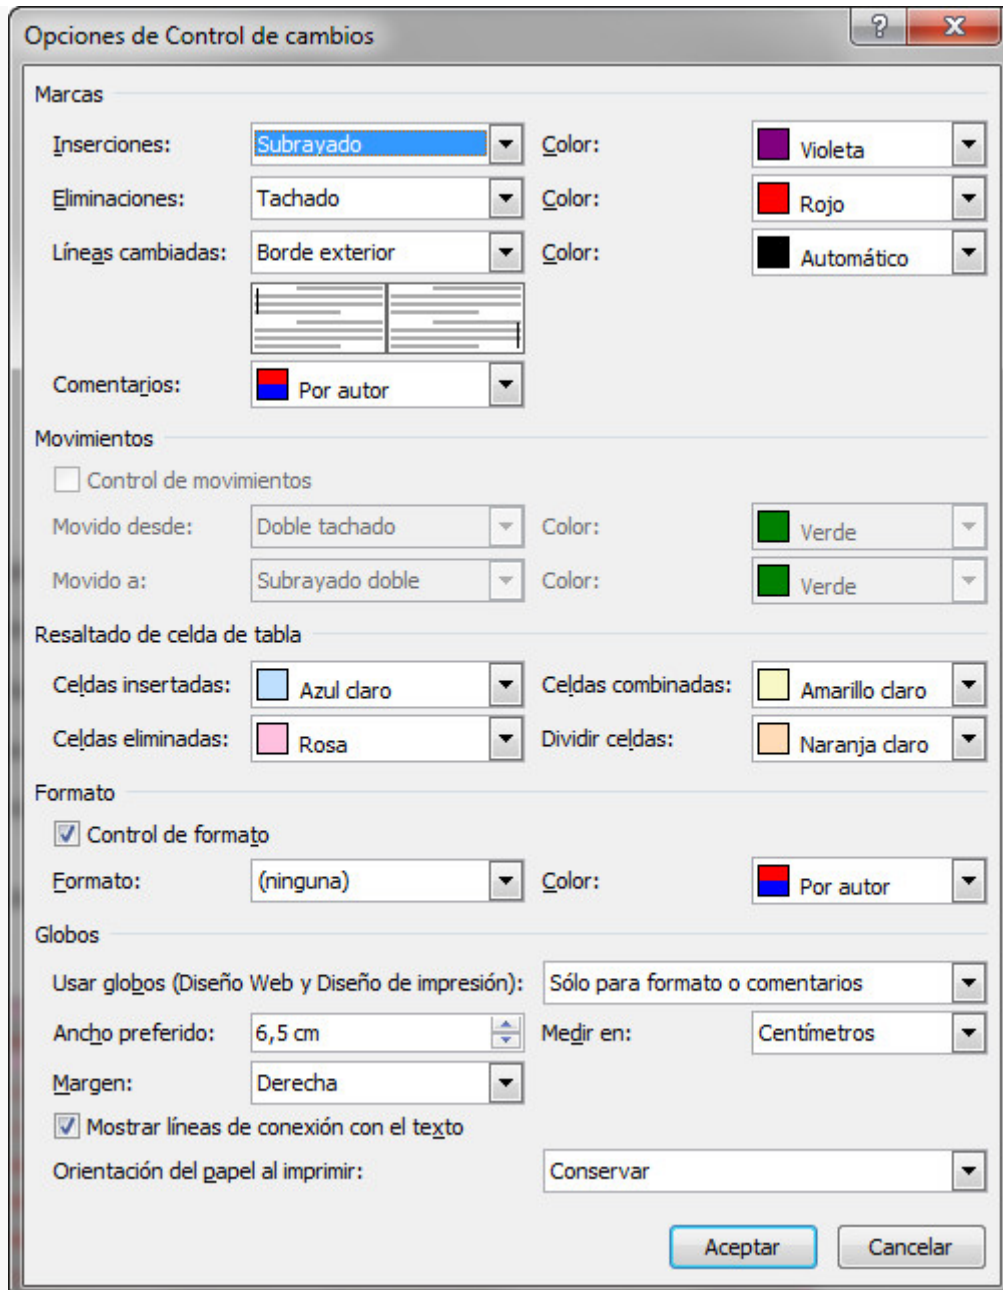 Opciones de Control de cambios
Marcas
Inserciones: Subrayado Color: Violeta
Eliminaciones: Tachado Color: Rojo
Líneas cambiadas: Borde exterior Color: Automático
Comentarios: Por autor
Movimientos
Control de movimientos
Movido desde: Doble tachado Color: Verde
Movido a: Subrayado doble Color: Verde
Resaltado de celda de tabla
Celdas insertadas: Azul claro Celdas combinadas: Amarillo claro
Celdas eliminadas: Rosa Dividir celdas: Naranja claro
Formato
Control de formato
Formato: (ninguna) Color: Por autor
Globos
Usar globos (Diseño Web y Diseño de impresión): Sólo para formato o comentarios
Ancho preferido: 6,5 cm Medir en: Centímetros
Margen: Derecha
Mostrar líneas de conexión con el texto
Orientación del papel al imprimir: Conservar
Aceptar Cancelar